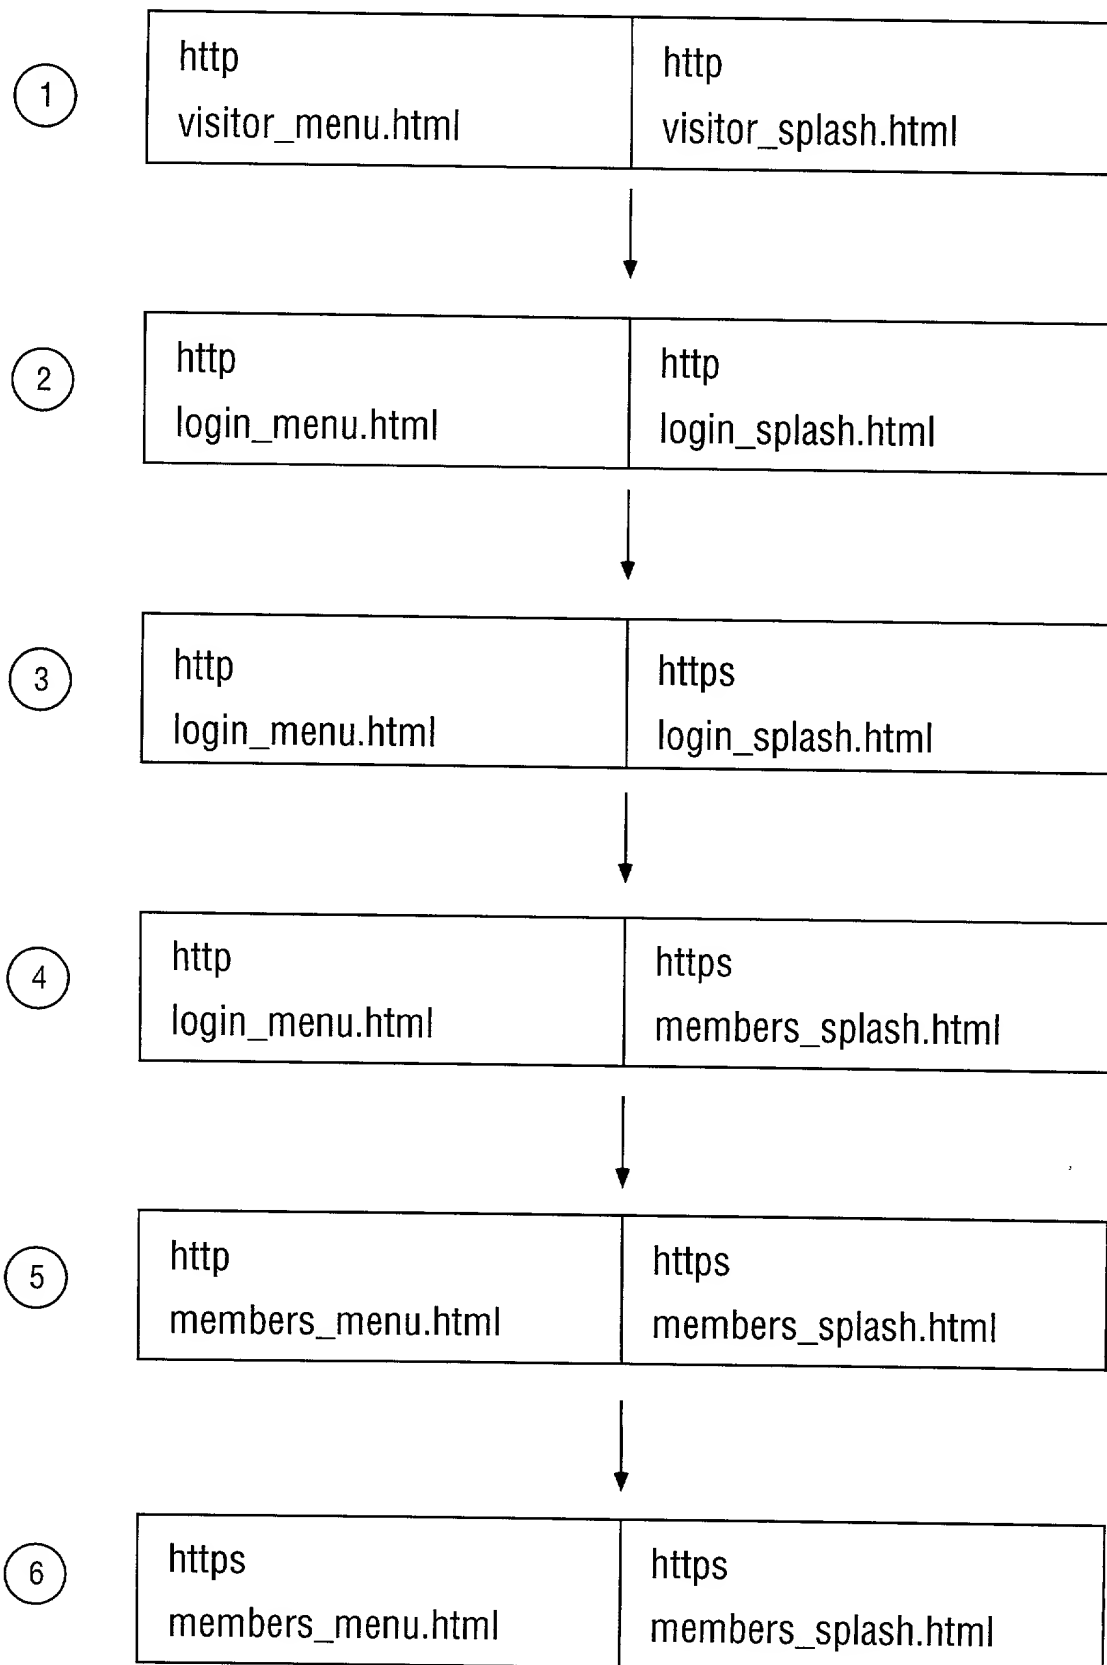 1
http
visitor_menu.html
http
visitor_splash.html
2
http
login_menu.html
http
login_splash.html
3
http
login_menu.html
https
login_splash.html
4
http
login_menu.html
https
members_splash.html
5
http
members_menu.html
https
members_splash.html
6
https
members_menu.html
https
members_splash.html